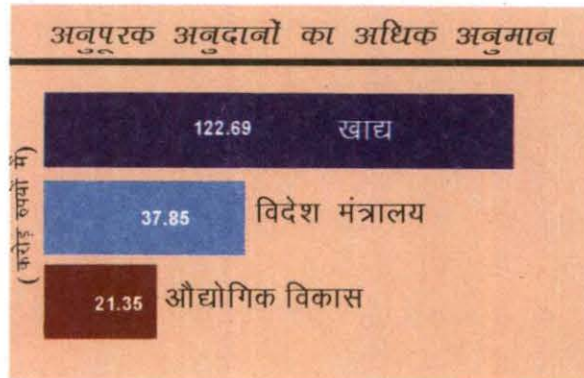 अनुपूरक अनुदानों का अधिक अनुमान
122.69 खाद्य
37.85 विदेश मंत्रालय
21.35 औद्योगिक विकास
(करोड़ रुपयों में)